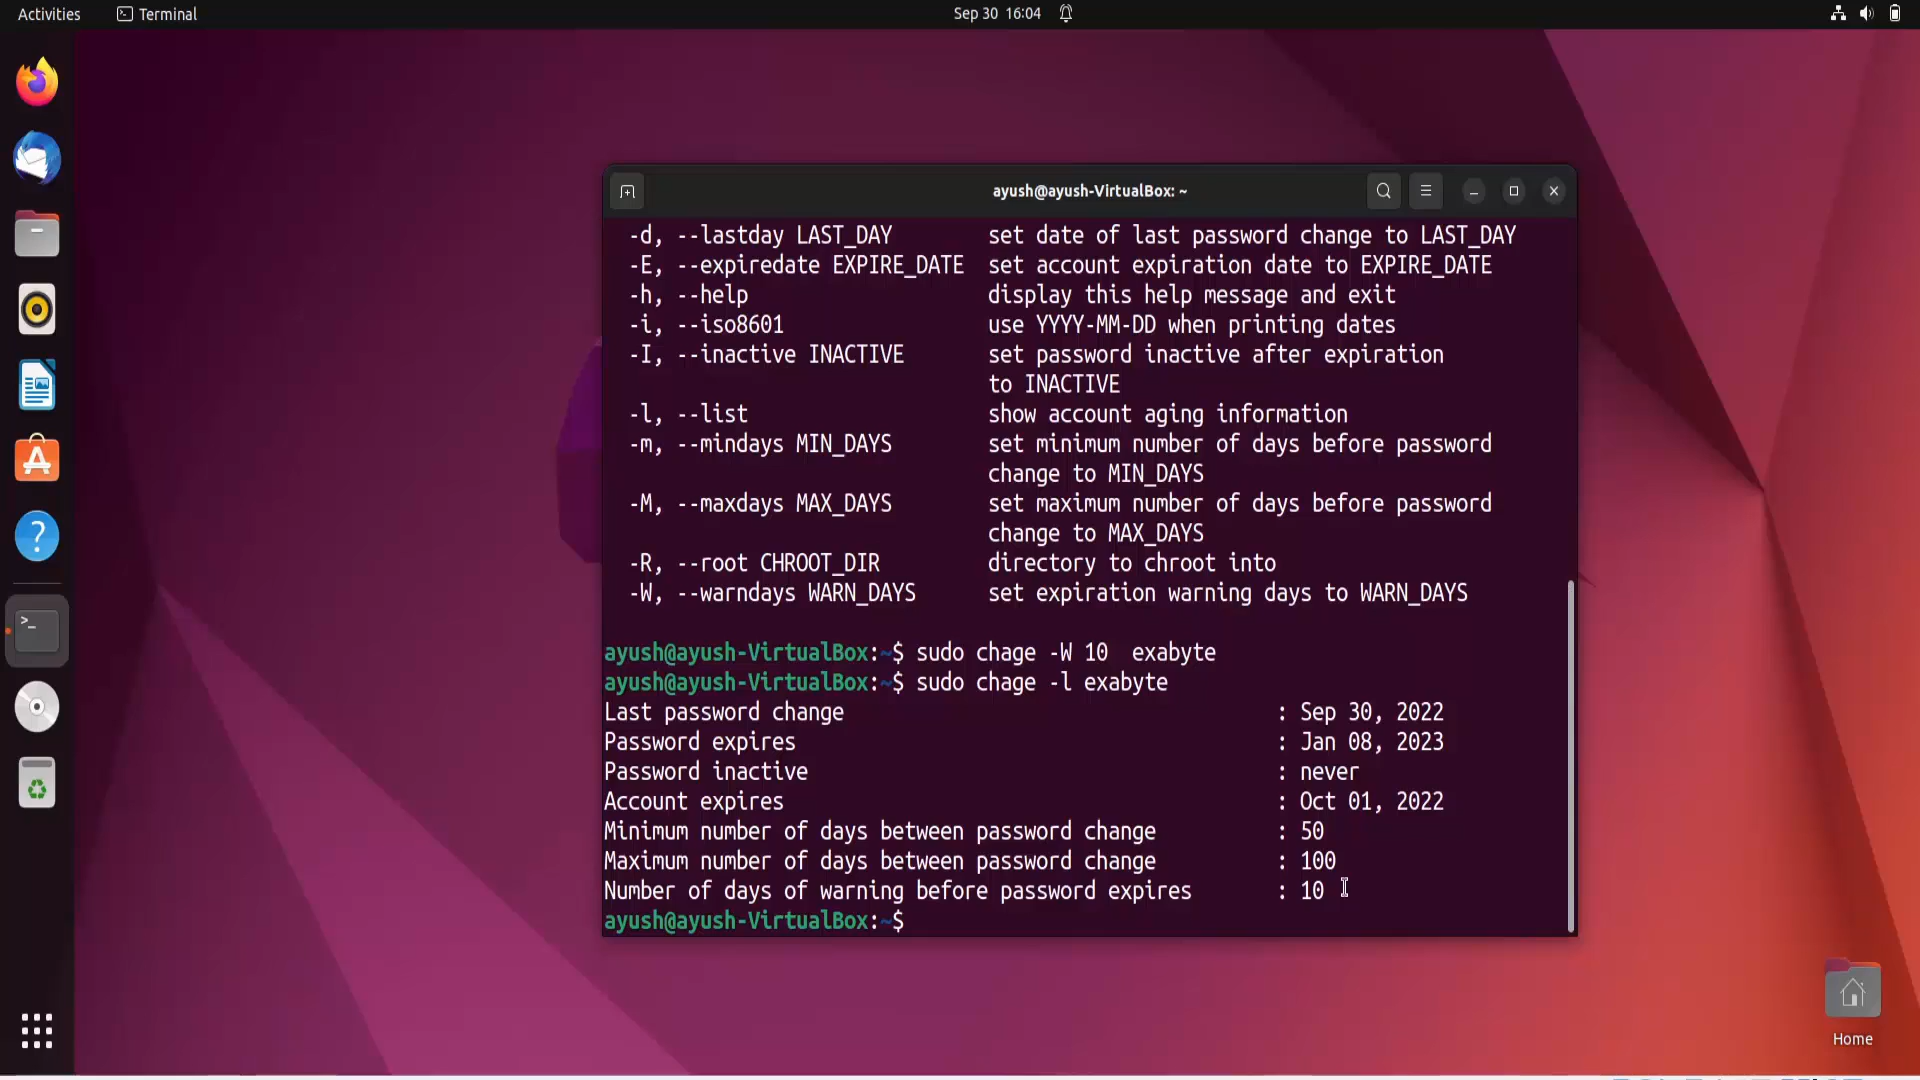 Activities
Terminal
Sep 30 16:04
ayush@ayush-VirtualBox: ~
-d, --lastday LAST_DAY set date of last password change to LAST_DAY
-E, --expiredate EXPIRE_DATE set account expiration date to EXPIRE_DATE
-h, --help display this help message and exit
-i, --iso8601 use YYYY-MM-DD when printing dates
-I, --inactive INACTIVE set password inactive after expiration
to INACTIVE
-l, --list show account aging information
-m, --mindays MIN_DAYS set minimum number of days before password
change to MIN_DAYS
-M, --maxdays MAX_DAYS set maximum number of days before password
change to MAX_DAYS
-R, --root CHROOT_DIR directory to chroot into
-W, --warndays WARN_DAYS set expiration warning days to WARN_DAYS
ayush@ayush-VirtualBox:~$ sudo chage -W 10  exabyte
ayush@ayush-VirtualBox:~$ sudo chage -l exabyte
Last password change : Sep 30, 2022
Password expires : Jan 08, 2023
Password inactive : never
Account expires : Oct 01, 2022
Minimum number of days between password change : 50
Maximum number of days between password change : 100
Number of days of warning before password expires : 10
ayush@ayush-VirtualBox:~$
Home